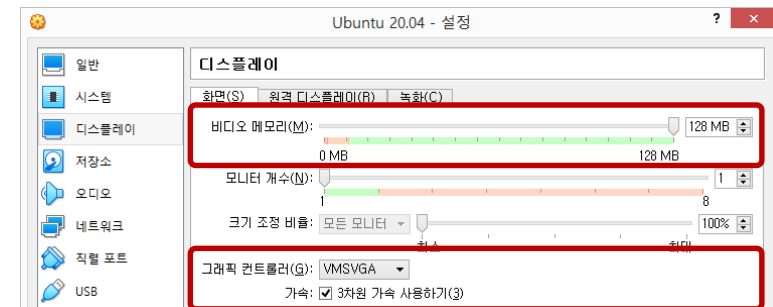 Ubuntu 20.04 - 설정
일반
시스템
디스플레이
저장소
오디오
네트워크
직렬 포트
USB
디스플레이
화면(S) 원격 디스플레이(R) 녹화(C)
비디오 메모리(M): 128 MB
0 MB 128 MB
모니터 개수(N): 1
1 8
크기 조정 비율: 모든 모니터 100%
최소 최대
그래픽 컨트롤러(G): VMSVGA
가속: 3차원 가속 사용하기(3)